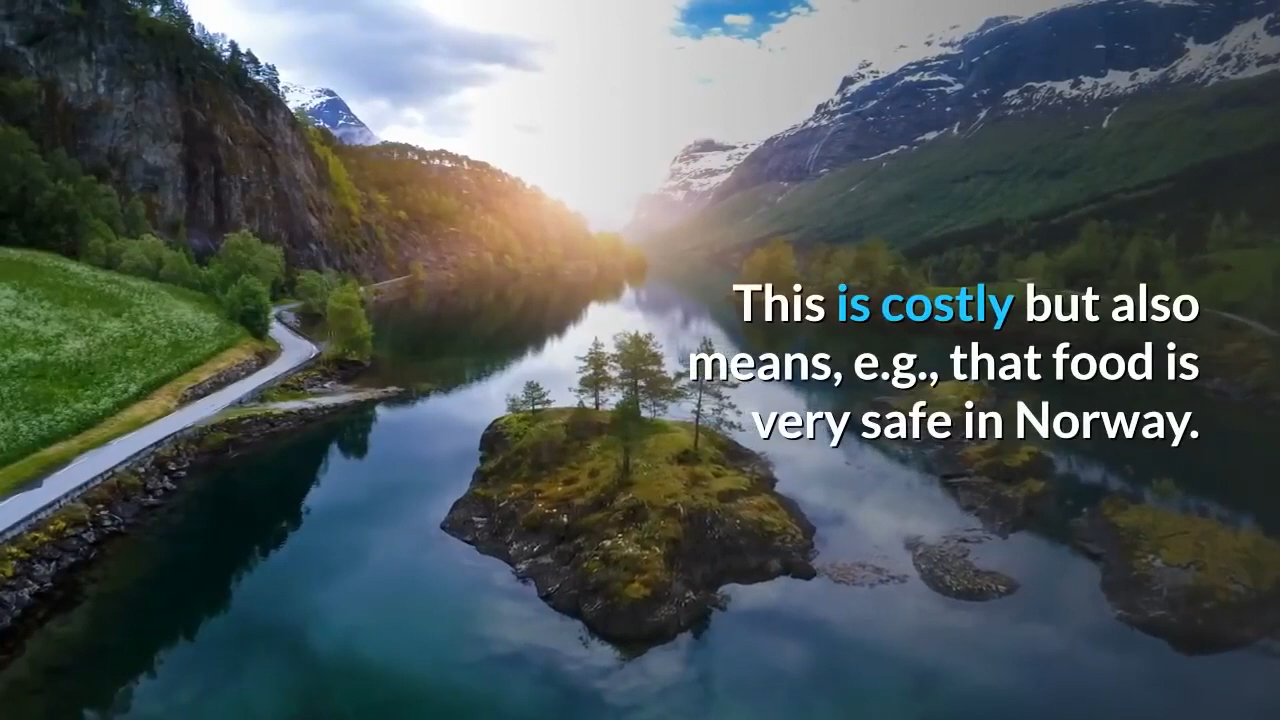 This is costly but also
means, e.g., that food is
very safe in Norway.